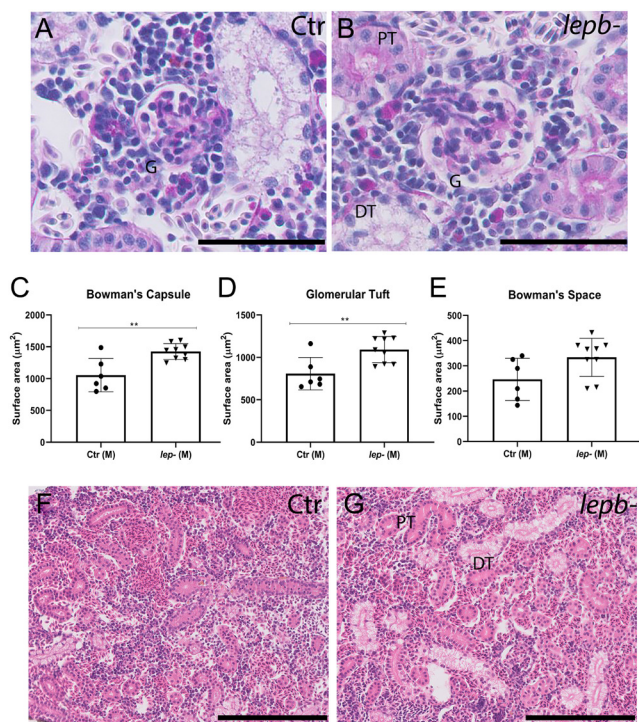 A Ctr
G
B lepb-
PT
G
DT
C Bowman's Capsule
**
Surface area (μm²)
2000
1500
1000
500
0
Ctr (M) lep- (M)
D Glomerular Tuft
**
Surface area (μm²)
1500
1000
500
0
Ctr (M) lep- (M)
E Bowman's Space
Surface area (μm²)
500
400
300
200
100
0
Ctr (M) lep- (M)
F Ctr
G lepb-
PT
DT